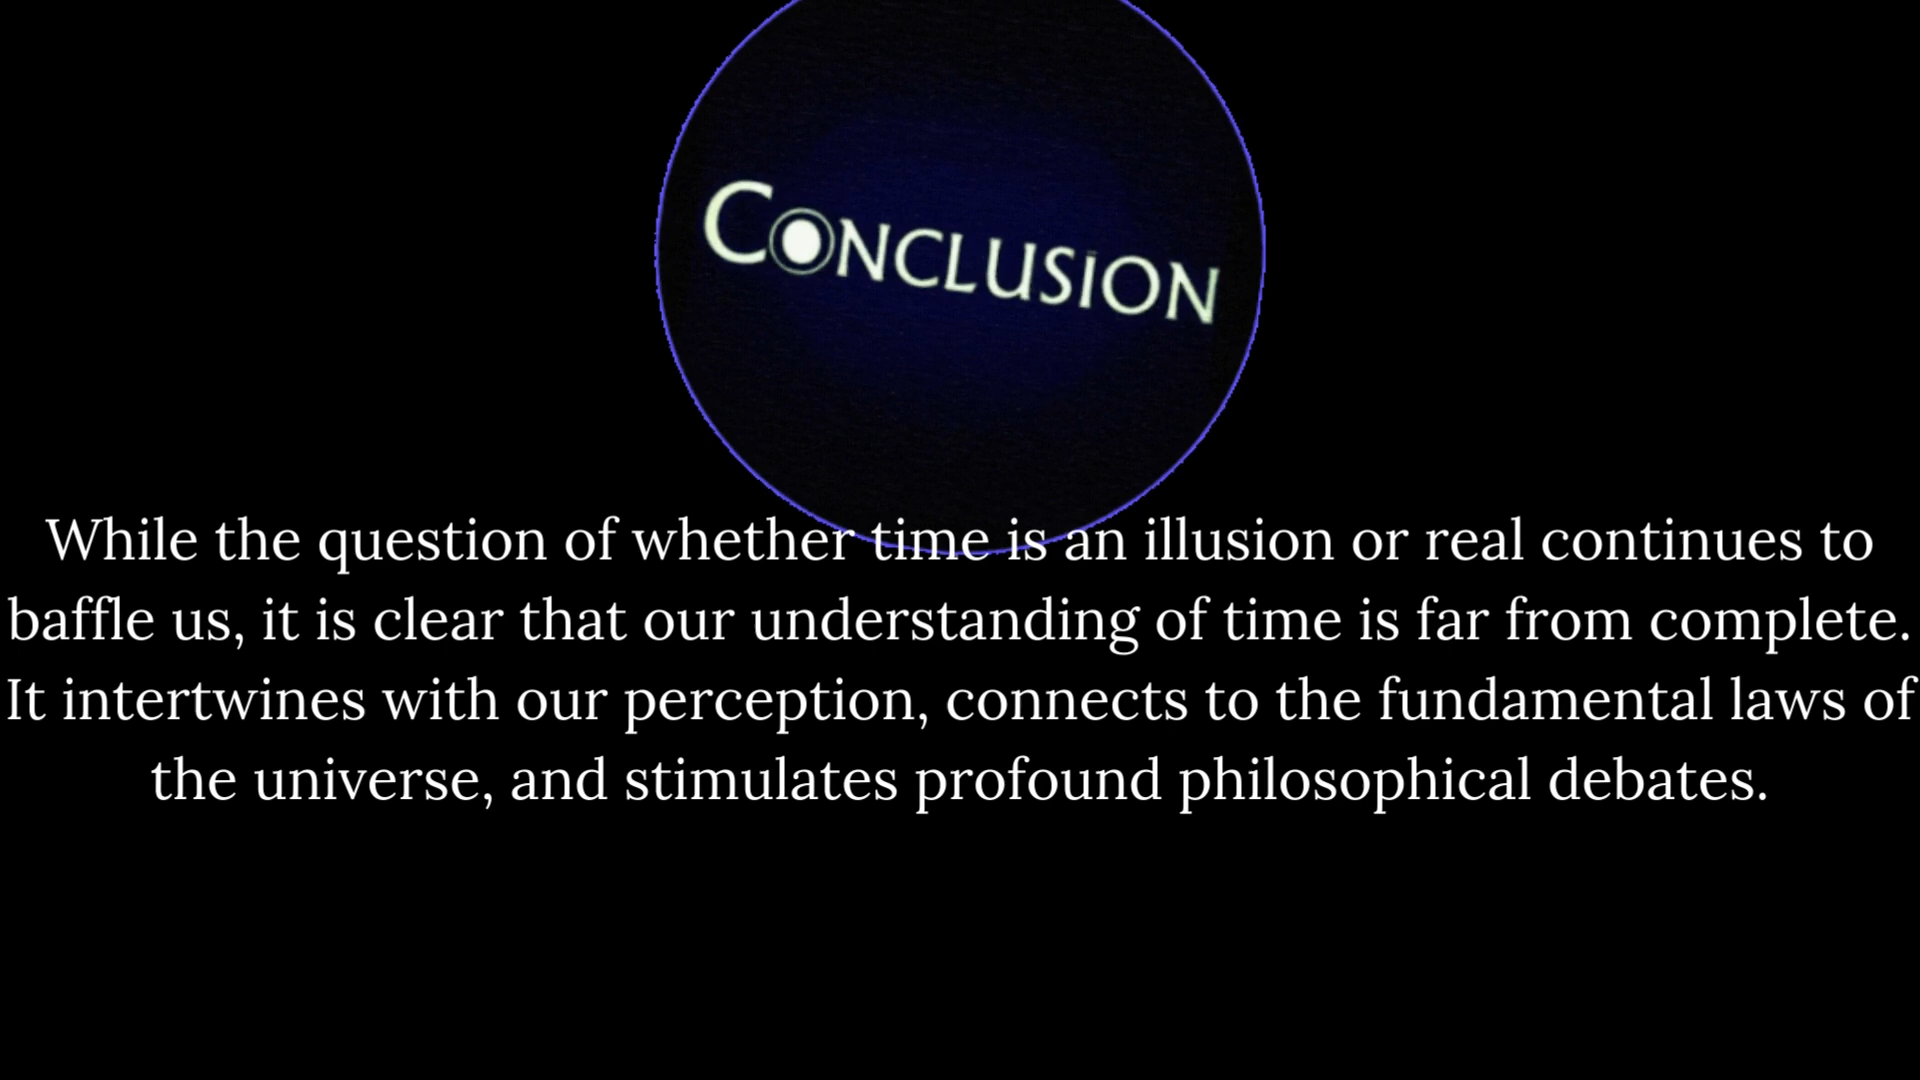 CONCLUSION
While the question of whether time is an illusion or real continues to
baffle us, it is clear that our understanding of time is far from complete.
It intertwines with our perception, connects to the fundamental laws of
the universe, and stimulates profound philosophical debates.